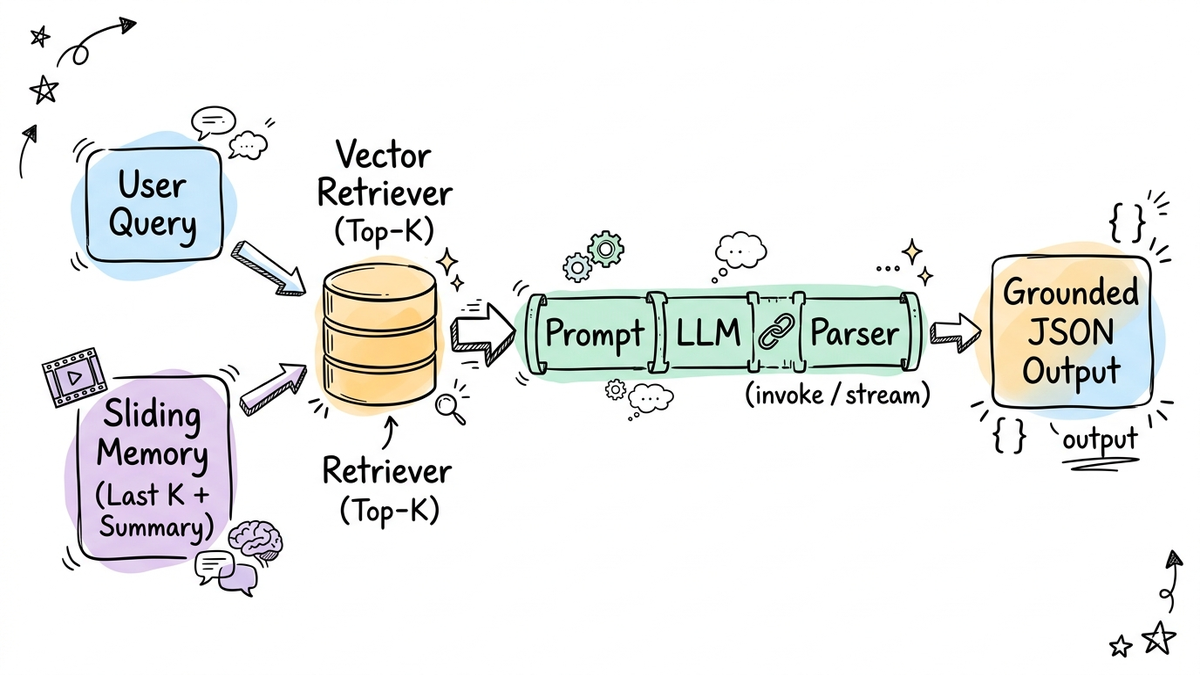 User
Query
Sliding
Memory
(Last K +
Summary)
Vector
Retriever
(Top-K)
Retriever
(Top-K)
Prompt
LLM
Parser
(invoke / stream)
{ }
Grounded
JSON
Output
{ }
output